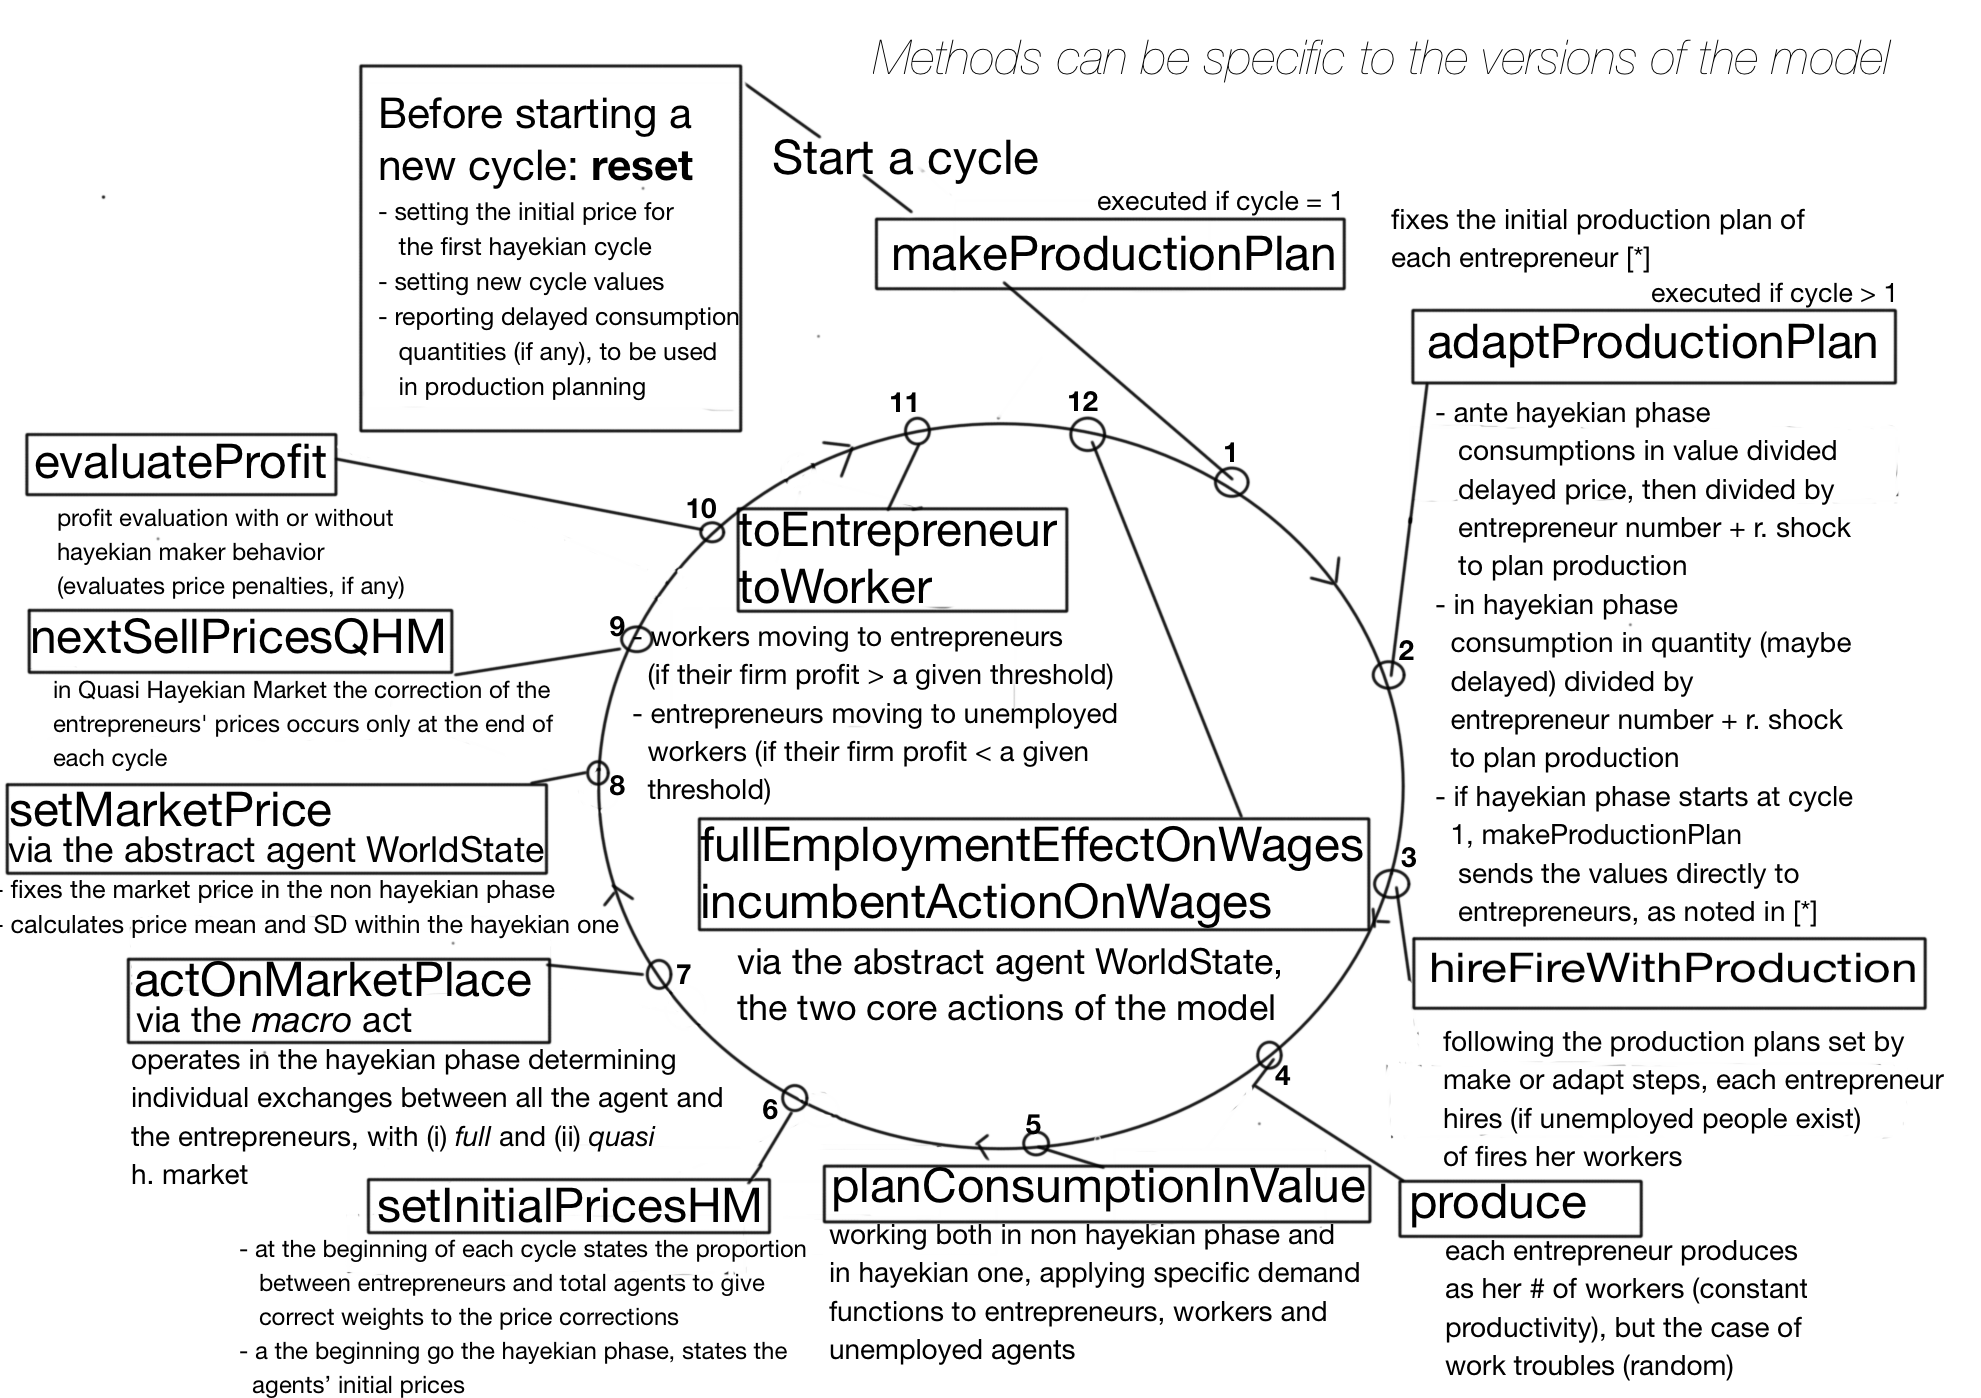 Methods can be specific to the versions of the model
Before starting a
new cycle: reset
- setting the initial price for
the first hayekian cycle
- setting new cycle values
- reporting delayed consumption
quantities (if any), to be used
in production planning
Start a cycle
executed if cycle = 1
makeProductionPlan
fixes the initial production plan of
each entrepreneur [*]
executed if cycle > 1
adaptProductionPlan
- ante hayekian phase
consumptions in value divided
delayed price, then divided by
entrepreneur number + r. shock
to plan production
- in hayekian phase
consumption in quantity (maybe
delayed) divided by
entrepreneur number + r. shock
to plan production
- if hayekian phase starts at cycle
1, makeProductionPlan
sends the values directly to
entrepreneurs, as noted in [*]
11
12
1
2
3
4
5
6
7
8
9
10
hireFireWithProduction
following the production plans set by
make or adapt steps, each entrepreneur
hires (if unemployed people exist)
of fires her workers
produce
each entrepreneur produces
as her # of workers (constant
productivity), but the case of
work troubles (random)
planConsumptionInValue
working both in non hayekian phase and
in hayekian one, applying specific demand
functions to entrepreneurs, workers and
unemployed agents
setInitialPricesHM
- at the beginning of each cycle states the proportion
between entrepreneurs and total agents to give
correct weights to the price corrections
- a the beginning go the hayekian phase, states the
agents’ initial prices
actOnMarketPlace
via the macro act
operates in the hayekian phase determining
individual exchanges between all the agent and
the entrepreneurs, with (i) full and (ii) quasi
h. market
setMarketPrice
via the abstract agent WorldState
- fixes the market price in the non hayekian phase
- calculates price mean and SD within the hayekian one
nextSellPricesQHM
in Quasi Hayekian Market the correction of the
entrepreneurs' prices occurs only at the end of
each cycle
evaluateProfit
profit evaluation with or without
hayekian maker behavior
(evaluates price penalties, if any)
toEntrepreneur
toWorker
- workers moving to entrepreneurs
(if their firm profit > a given threshold)
- entrepreneurs moving to unemployed
workers (if their firm profit < a given
threshold)
fullEmploymentEffectOnWages
incumbentActionOnWages
via the abstract agent WorldState,
the two core actions of the model